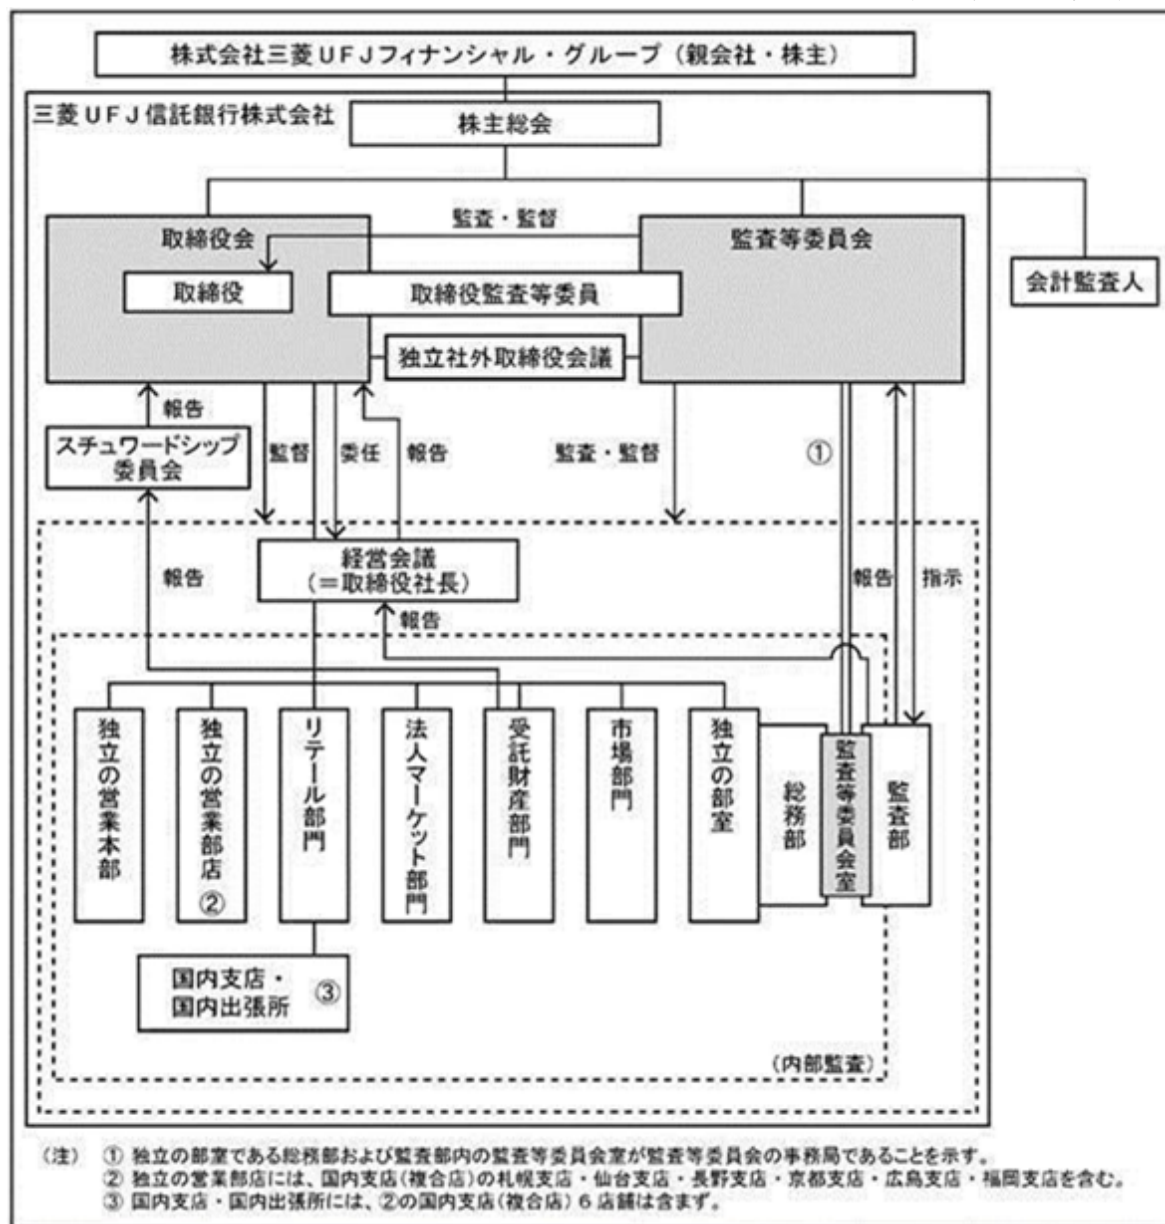 株式会社三菱UFJフィナンシャル・グループ（親会社・株主）
三菱UFJ信託銀行株式会社
株主総会
取締役会
監査・監督
監査等委員会
取締役
取締役監査等委員
会計監査人
独立社外取締役会議
報告
スチュワードシップ
委員会
監督
委任
報告
監査・監督
①
経営会議
（＝取締役社長）
報告
報告
報告
指示
独立の営業本部
独立の営業部店②
リテール部門
法人マーケット部門
受託財産部門
市場部門
独立の部室
総務部
監査等委員会室
監査部
国内支店・
国内出張所
③
（内部監査）
（注） ① 独立の部室である総務部および監査部内の監査等委員会室が監査等委員会の事務局であることを示す。
② 独立の営業部店には、国内支店（複合店）の札幌支店・仙台支店・長野支店・京都支店・広島支店・福岡支店を含む。
③ 国内支店・国内出張所には、②の国内支店（複合店）６店舗は含まず。